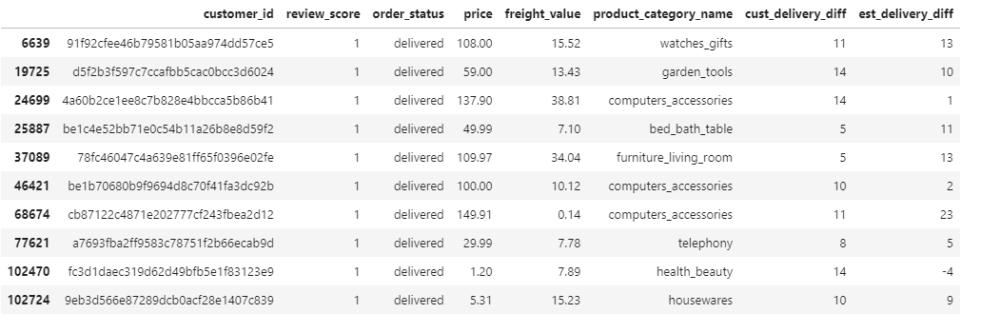 customer_id review_score order_status price freight_value product_category_name cust_delivery_diff est_delivery_diff
6639 91f92cfee46b79581b05aa974dd57ce5 1 delivered 108.00 15.52 watches_gifts 11 13
19725 d5f2b3f597c7ccafbb5cac0bcc3d6024 1 delivered 59.00 13.43 garden_tools 14 10
24699 4a60b2ce1ee8c7b828e4bbcca5b86b41 1 delivered 137.90 38.81 computers_accessories 14 1
25887 be1c4e52bb71e0c54b11a26b8e8d59f2 1 delivered 49.99 7.10 bed_bath_table 5 11
37089 78fc46047c4a639e81ff65f0396e02fe 1 delivered 109.97 34.04 furniture_living_room 5 13
46421 be1b70680b9f9694d8c70f41fa3dc92b 1 delivered 100.00 10.12 computers_accessories 10 2
68674 cb87122c4871e202777cf243fbea2d12 1 delivered 149.91 0.14 computers_accessories 11 23
77621 a7693fba2ff9583c78751f2b66ecab9d 1 delivered 29.99 7.78 telephony 8 5
102470 fc3d1daec319d62d49bfb5e1f83123e9 1 delivered 1.20 7.89 health_beauty 14 -4
102724 9eb3d566e87289dcb0acf28e1407c839 1 delivered 5.31 15.23 housewares 10 9